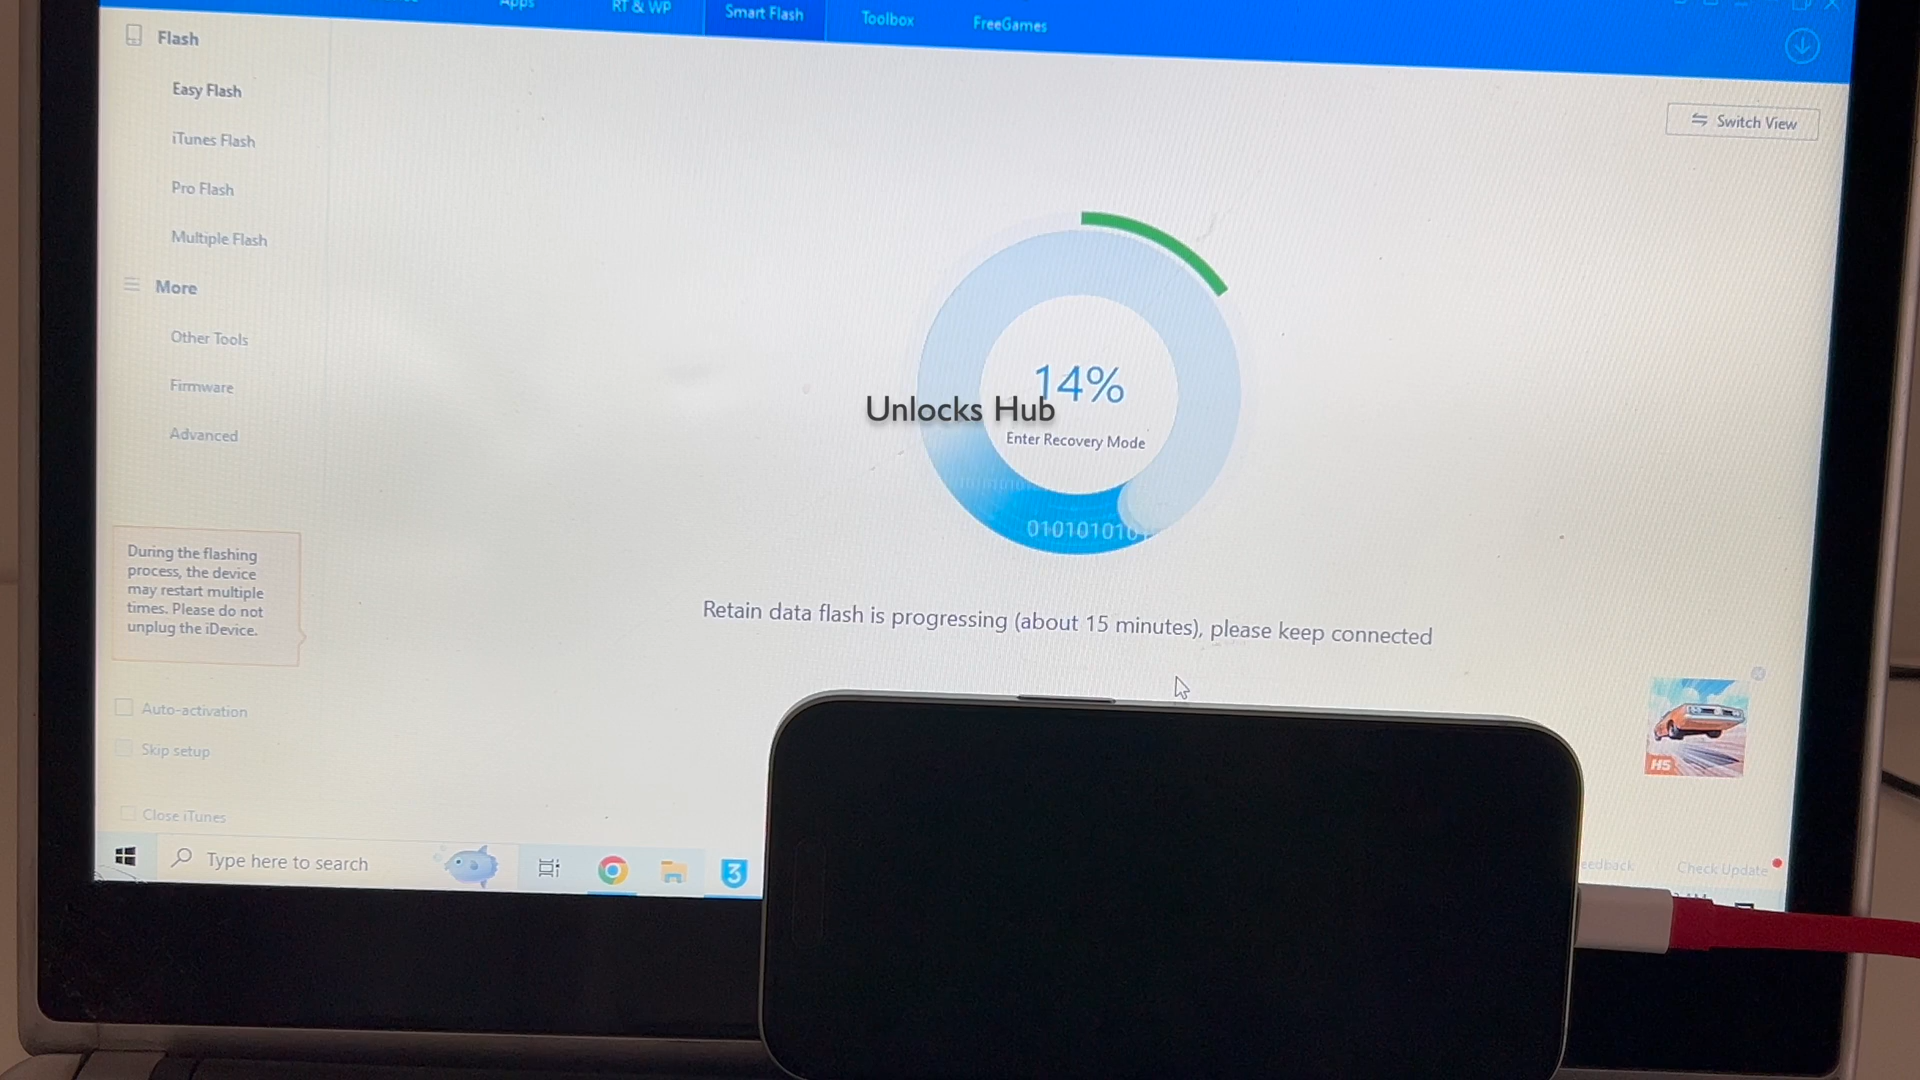 Apps
RT & WP
Smart Flash
Toolbox
FreeGames
Flash
Easy Flash
iTunes Flash
Pro Flash
Multiple Flash
More
Other Tools
Firmware
Advanced
Switch View
14%
Unlocks Hub
Enter Recovery Mode
010101010
Retain data flash is progressing (about 15 minutes), please keep connected
During the flashing
process, the device
may restart multiple
times. Please do not
unplug the iDevice.
Auto-activation
Skip setup
Close iTunes
H5
Type here to search
3
Check Update